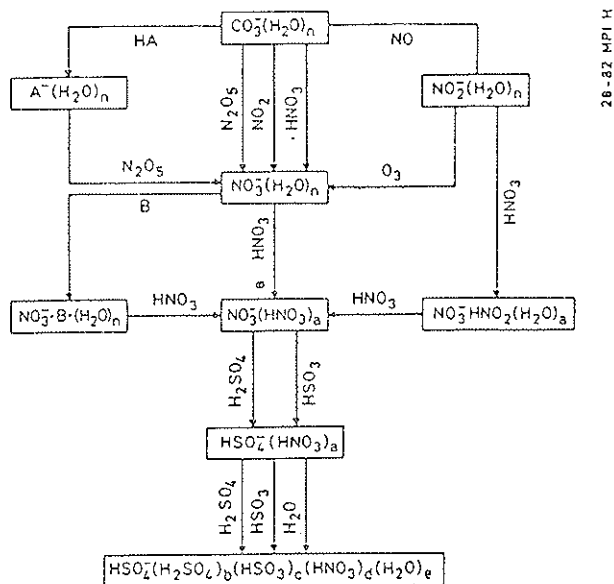 CO₃⁻(H₂O)ₙ
HA
NO
28-82 MPI H
A⁻(H₂O)ₙ
N₂O₅
NO₂
HNO₃
NO₂⁻(H₂O)ₙ
N₂O₅
O₃
NO₃⁻(H₂O)ₙ
B
HNO₃
a
HNO₃
NO₃⁻·B·(H₂O)ₙ
HNO₃
NO₃⁻(HNO₃)ₐ
HNO₃
NO₃⁻HNO₂(H₂O)ₐ
H₂SO₄
HSO₃
HSO₄⁻(HNO₃)ₐ
H₂SO₄
HSO₃
H₂O
HSO₄⁻(H₂SO₄)b(HSO₃)c(HNO₃)d(H₂O)e